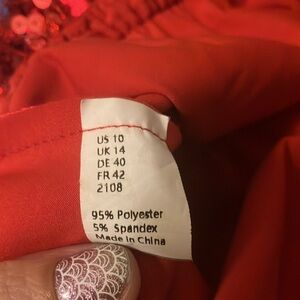 US 10
UK 14
DE 40
FR 42
2108
95% Polyester
5% Spandex
Made in China